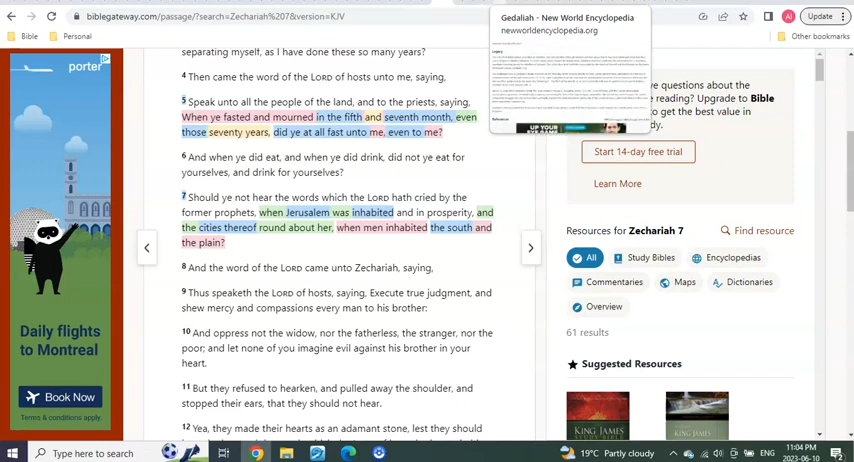 biblegateway.com/passage/?search=Zechariah%207&version=KJV
AI
Update
Bible
Personal
Other bookmarks
Gedaliah - New World Encyclopedia
newworldencyclopedia.org
porter
Daily flights
to Montreal
Book Now
Terms & conditions apply.
separating myself, as I have done these so many years?
4 Then came the word of the LORD of hosts unto me, saying,
5 Speak unto all the people of the land, and to the priests, saying,
When ye fasted and mourned in the fifth and seventh month, even
those seventy years, did ye at all fast unto me, even to me?
6 And when ye did eat, and when ye did drink, did not ye eat for
yourselves, and drink for yourselves?
7 Should ye not hear the words which the LORD hath cried by the
former prophets, when Jerusalem was inhabited and in prosperity, and
the cities thereof round about her, when men inhabited the south and
the plain?
8 And the word of the LORD came unto Zechariah, saying,
9 Thus speaketh the LORD of hosts, saying, Execute true judgment, and
shew mercy and compassions every man to his brother:
10 And oppress not the widow, nor the fatherless, the stranger, nor the
poor; and let none of you imagine evil against his brother in your
heart.
11 But they refused to hearken, and pulled away the shoulder, and
stopped their ears, that they should not hear.
12 Yea, they made their hearts as an adamant stone, lest they should
ve questions about the
reading? Upgrade to Bible
to get the best value in
dy.
Start 14-day free trial
Learn More
Resources for Zechariah 7
Find resource
All
Study Bibles
Encyclopedias
Commentaries
Maps
Dictionaries
Overview
61 results
Suggested Resources
KING JAMES
STUDY BIBLE
KING JAMES
Type here to search
19°C Partly cloudy
ENG
11:04 PM
2023-06-10
2